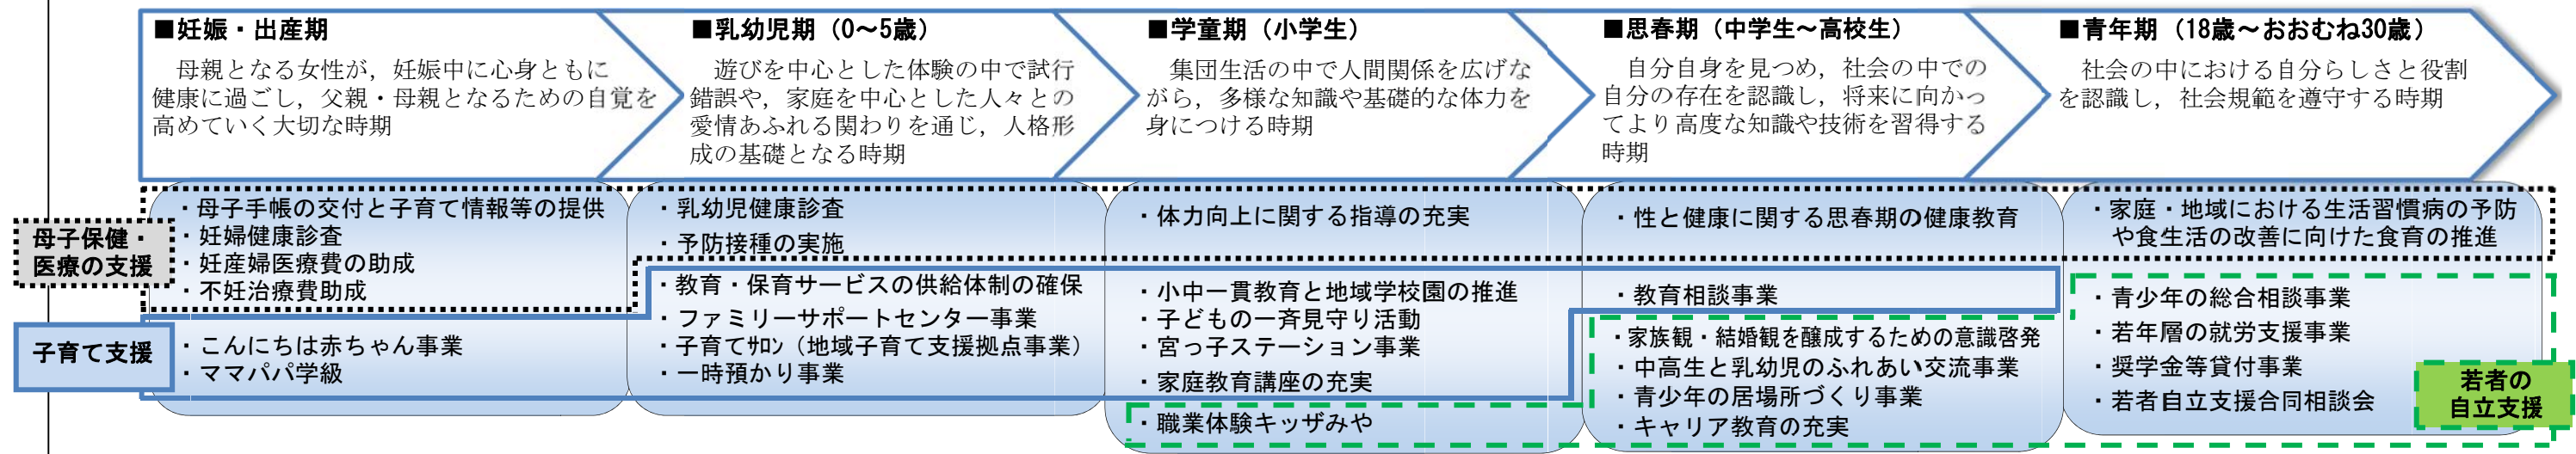 ■妊娠・出産期
母親となる女性が，妊娠中に心身ともに
健康に過ごし，父親・母親となるための自覚を
高めていく大切な時期
■乳幼児期（0～5歳）
遊びを中心とした体験の中で試行
錯誤や，家庭を中心とした人々との
愛情あふれる関わりを通じ，人格形
成の基礎となる時期
■学童期（小学生）
集団生活の中で人間関係を広げな
がら，多様な知識や基礎的な体力を
身につける時期
■思春期（中学生～高校生）
自分自身を見つめ，社会の中での
自分の存在を認識し，将来に向かっ
てより高度な知識や技術を習得する
時期
■青年期（18歳～おおむね30歳）
社会の中における自分らしさと役割
を認識し，社会規範を遵守する時期
母子保健・
医療の支援
・母子手帳の交付と子育て情報等の提供
・妊婦健康診査
・妊産婦医療費の助成
・不妊治療費助成
・乳幼児健康診査
・予防接種の実施
・体力向上に関する指導の充実
・性と健康に関する思春期の健康教育
・家庭・地域における生活習慣病の予防
や食生活の改善に向けた食育の推進
子育て支援
・こんにちは赤ちゃん事業
・ママパパ学級
・教育・保育サービスの供給体制の確保
・ファミリーサポートセンター事業
・子育てｻﾛﾝ（地域子育て支援拠点事業）
・一時預かり事業
・小中一貫教育と地域学校園の推進
・子どもの一斉見守り活動
・宮っ子ステーション事業
・家庭教育講座の充実
・職業体験キッザみや
・教育相談事業
・家族観・結婚観を醸成するための意識啓発
・中高生と乳幼児のふれあい交流事業
・青少年の居場所づくり事業
・キャリア教育の充実
・青少年の総合相談事業
・若年層の就労支援事業
・奨学金等貸付事業
・若者自立支援合同相談会
若者の
自立支援